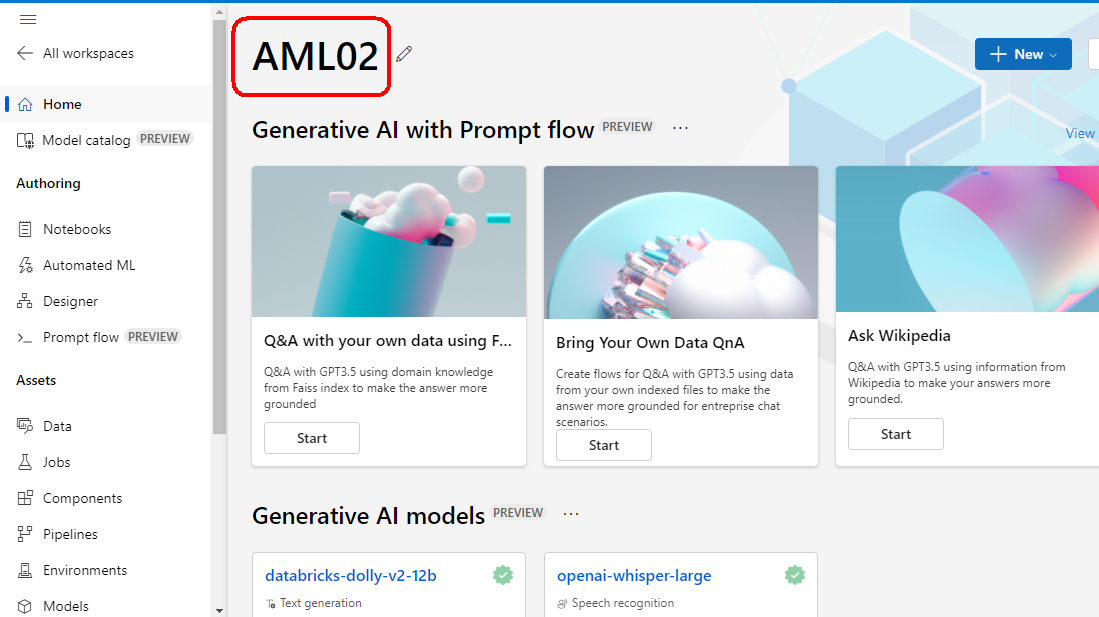 All workspaces
Home
Model catalog PREVIEW
Authoring
Notebooks
Automated ML
Designer
Prompt flow PREVIEW
Assets
Data
Jobs
Components
Pipelines
Environments
Models
AML02
New
Generative AI with Prompt flow PREVIEW ...
View
Q&A with your own data using F...
Q&A with GPT3.5 using domain knowledge
from Faiss index to make the answer more
grounded
Start
Bring Your Own Data QnA
Create flows for Q&A with GPT3.5 using data
from your own indexed files to make the
answer more grounded for entreprise chat
scenarios.
Start
Ask Wikipedia
Q&A with GPT3.5 using information from
Wikipedia to make your answers more
grounded.
Start
Generative AI models PREVIEW ...
databricks-dolly-v2-12b
Text generation
openai-whisper-large
Speech recognition